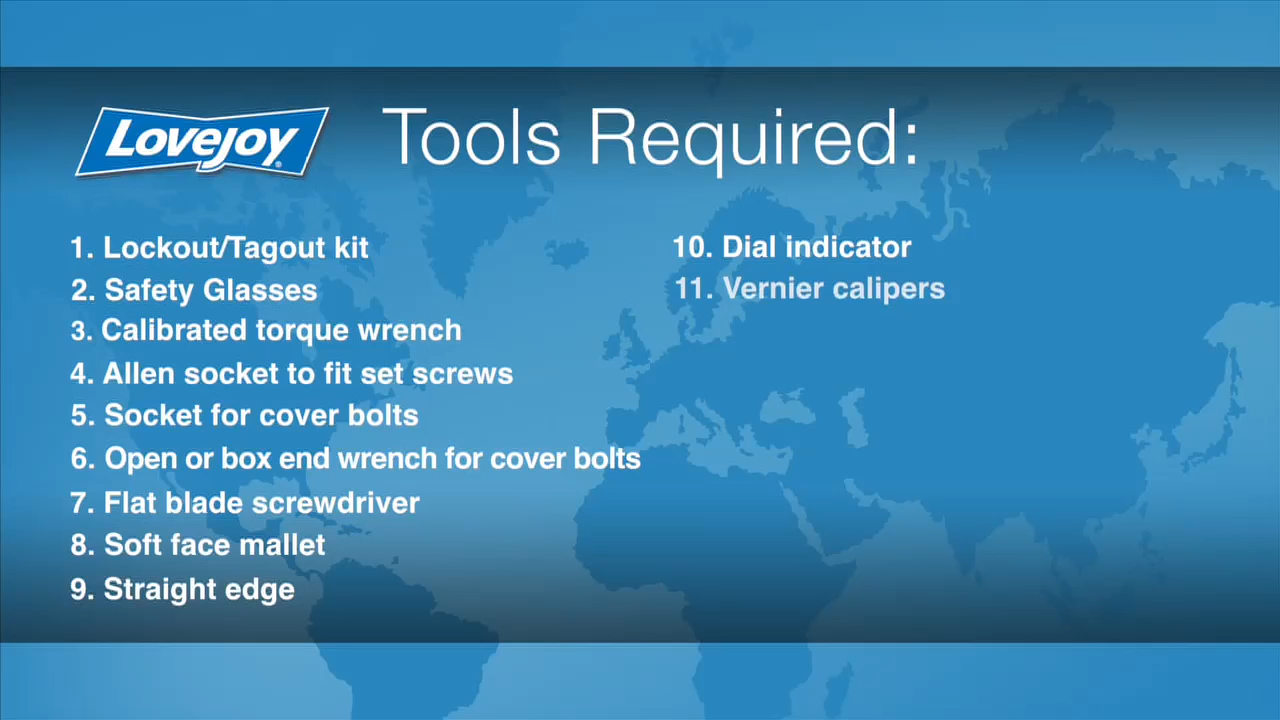 Lovejoy®
Tools Required:
1. Lockout/Tagout kit
2. Safety Glasses
3. Calibrated torque wrench
4. Allen socket to fit set screws
5. Socket for cover bolts
6. Open or box end wrench for cover bolts
7. Flat blade screwdriver
8. Soft face mallet
9. Straight edge
10. Dial indicator
11. Vernier calipers